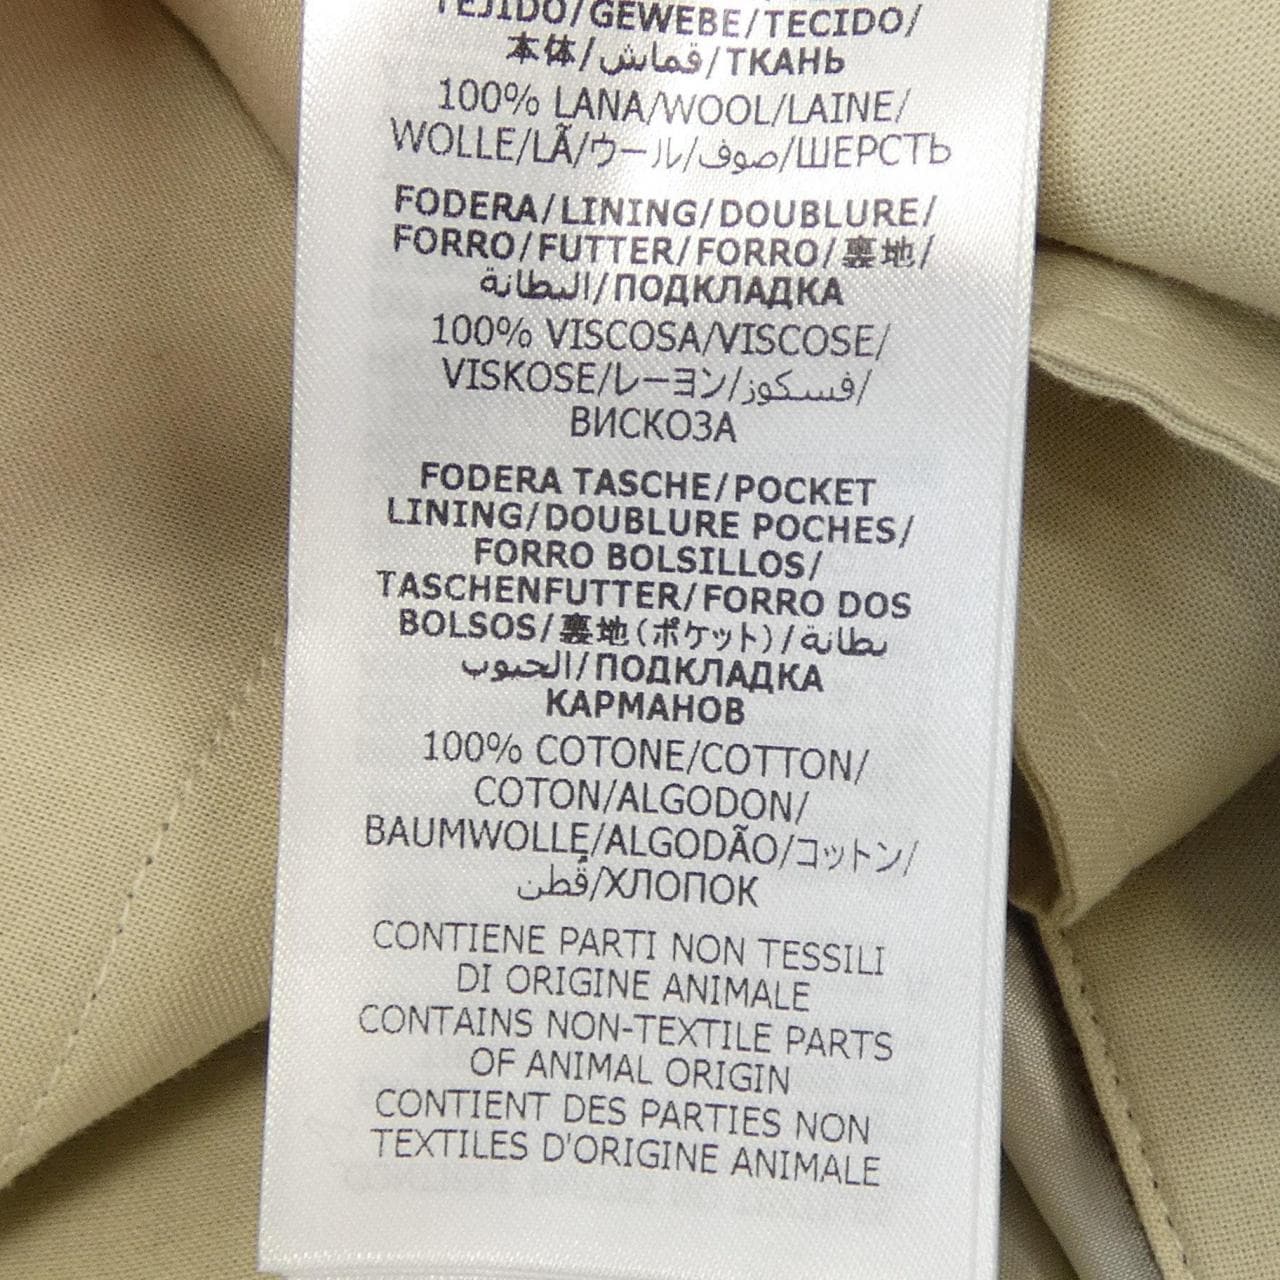 TEJIDO/GEWEBE/TECIDO/
本体/قماش/ТКАНЬ
100% LANA/WOOL/LAINE/
WOLLE/LÃ/ウール/صوف/ШЕРСТЬ
FODERA/LINING/DOUBLURE/
FORRO/FUTTER/FORRO/裏地/
البطانة/ПОДКЛАДКА
100% VISCOSA/VISCOSE/
VISKOSE/レーヨン/فسكوز/
ВИСКОЗА
FODERA TASCHE/POCKET
LINING/DOUBLURE POCHES/
FORRO BOLSILLOS/
TASCHENFUTTER/FORRO DOS
BOLSOS/裏地(ポケット)/بطانة
الجيوب/ПОДКЛАДКА
КАРМАНОВ
100% COTONE/COTTON/
COTON/ALGODON/
BAUMWOLLE/ALGODÃO/コットン/
قطن/ХЛОПОК
CONTIENE PARTI NON TESSILI
DI ORIGINE ANIMALE
CONTAINS NON-TEXTILE PARTS
OF ANIMAL ORIGIN
CONTIENT DES PARTIES NON
TEXTILES D'ORIGINE ANIMALE